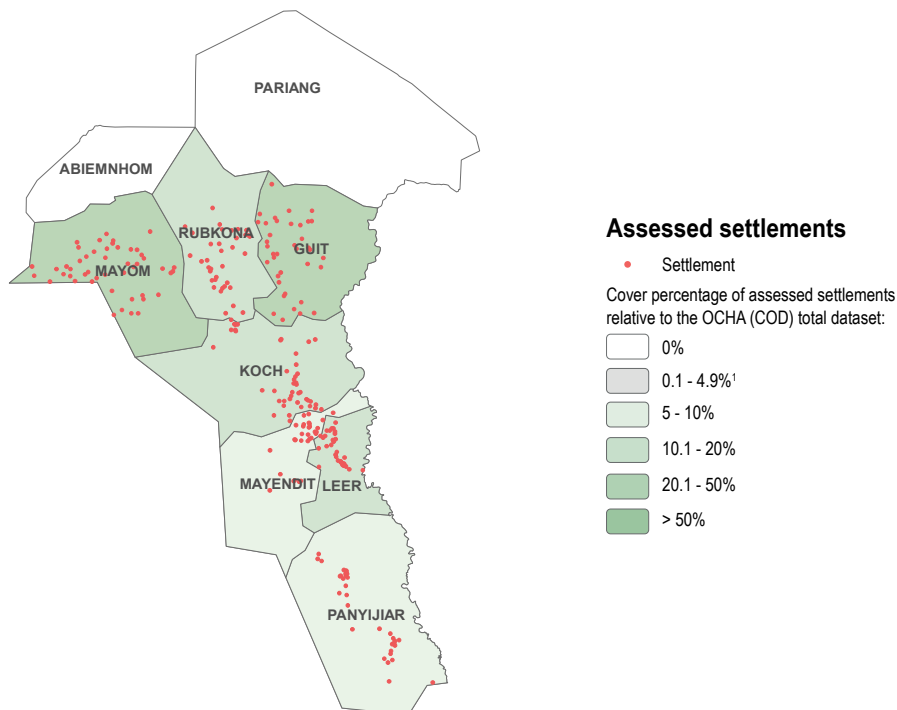 PARIANG
ABIEMNHOM
RUBKONA
GUIT
MAYOM
KOCH
MAYENDIT
LEER
PANYIJIAR
Assessed settlements
Settlement
Cover percentage of assessed settlements
relative to the OCHA (COD) total dataset:
0%
0.1 - 4.9%¹
5 - 10%
10.1 - 20%
20.1 - 50%
> 50%